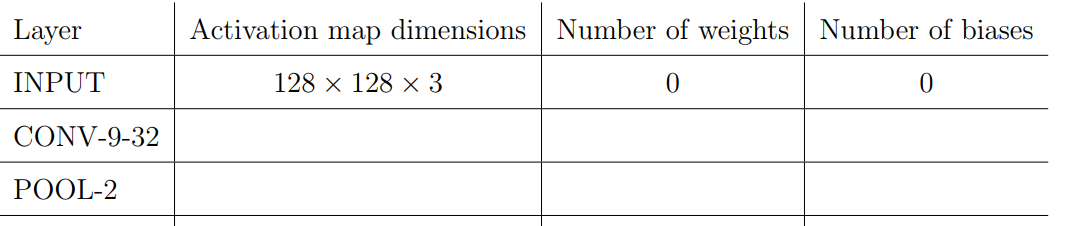 Layer Activation map dimensions Number of weights Number of biases
INPUT 128 × 128 × 3 0 0
CONV-9-32
POOL-2